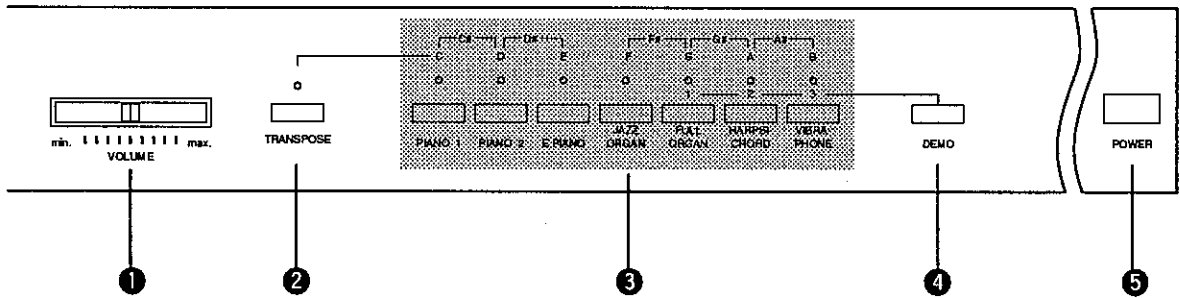 C# D# F# G# A#
C D E F G A B
1 2 3
TRANSPOSE
PIANO 1 PIANO 2 E.PIANO JAZZ ORGAN FULL ORGAN HARPSI CHORD VIBRA PHONE
DEMO
POWER
min. max.
VOLUME
1 2 3 4 5